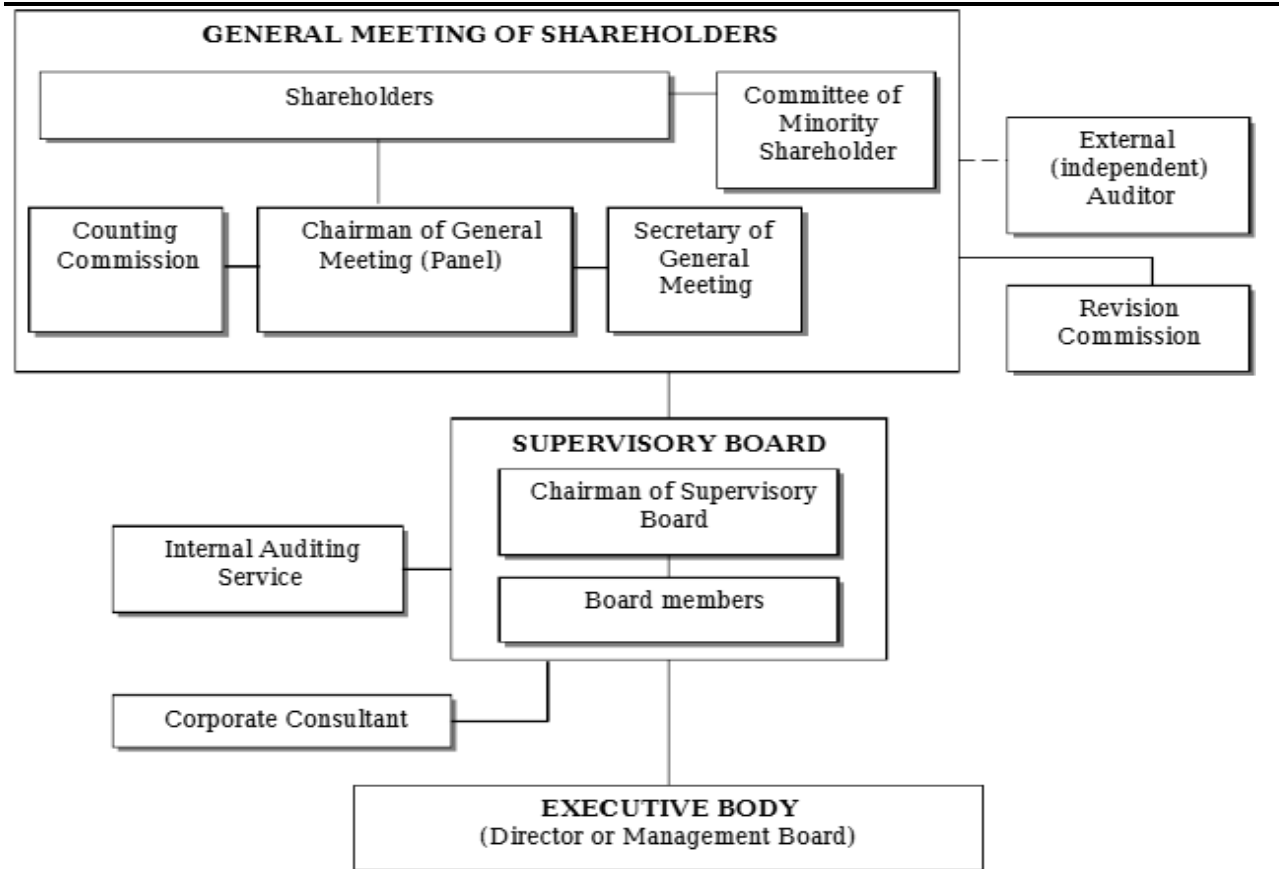 GENERAL MEETING OF SHAREHOLDERS
Shareholders
Committee of
Minority
Shareholder
External
(independent)
Auditor
Counting
Commission
Chairman of General
Meeting (Panel)
Secretary of
General
Meeting
Revision
Commission
SUPERVISORY BOARD
Chairman of Supervisory
Board
Internal Auditing
Service
Board members
Corporate Consultant
EXECUTIVE BODY
(Director or Management Board)